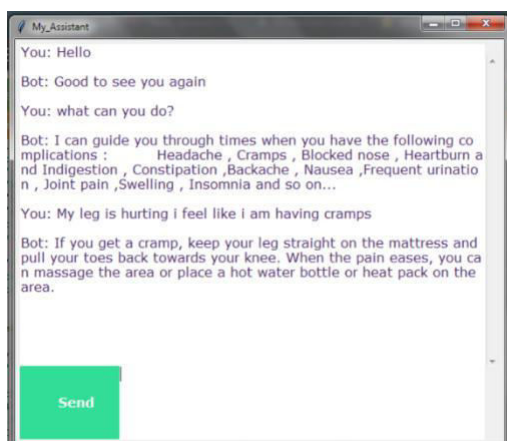 My_Assistant
You: Hello
Bot: Good to see you again
You: what can you do?
Bot: I can guide you through times when you have the following co
mplications :          Headache , Cramps , Blocked nose , Heartburn a
nd Indigestion , Constipation ,Backache , Nausea ,Frequent urinatio
n , Joint pain ,Swelling , Insomnia and so on...
You: My leg is hurting i feel like i am having cramps
Bot: If you get a cramp, keep your leg straight on the mattress and
pull your toes back towards your knee. When the pain eases, you ca
n massage the area or place a hot water bottle or heat pack on the
area.
Send